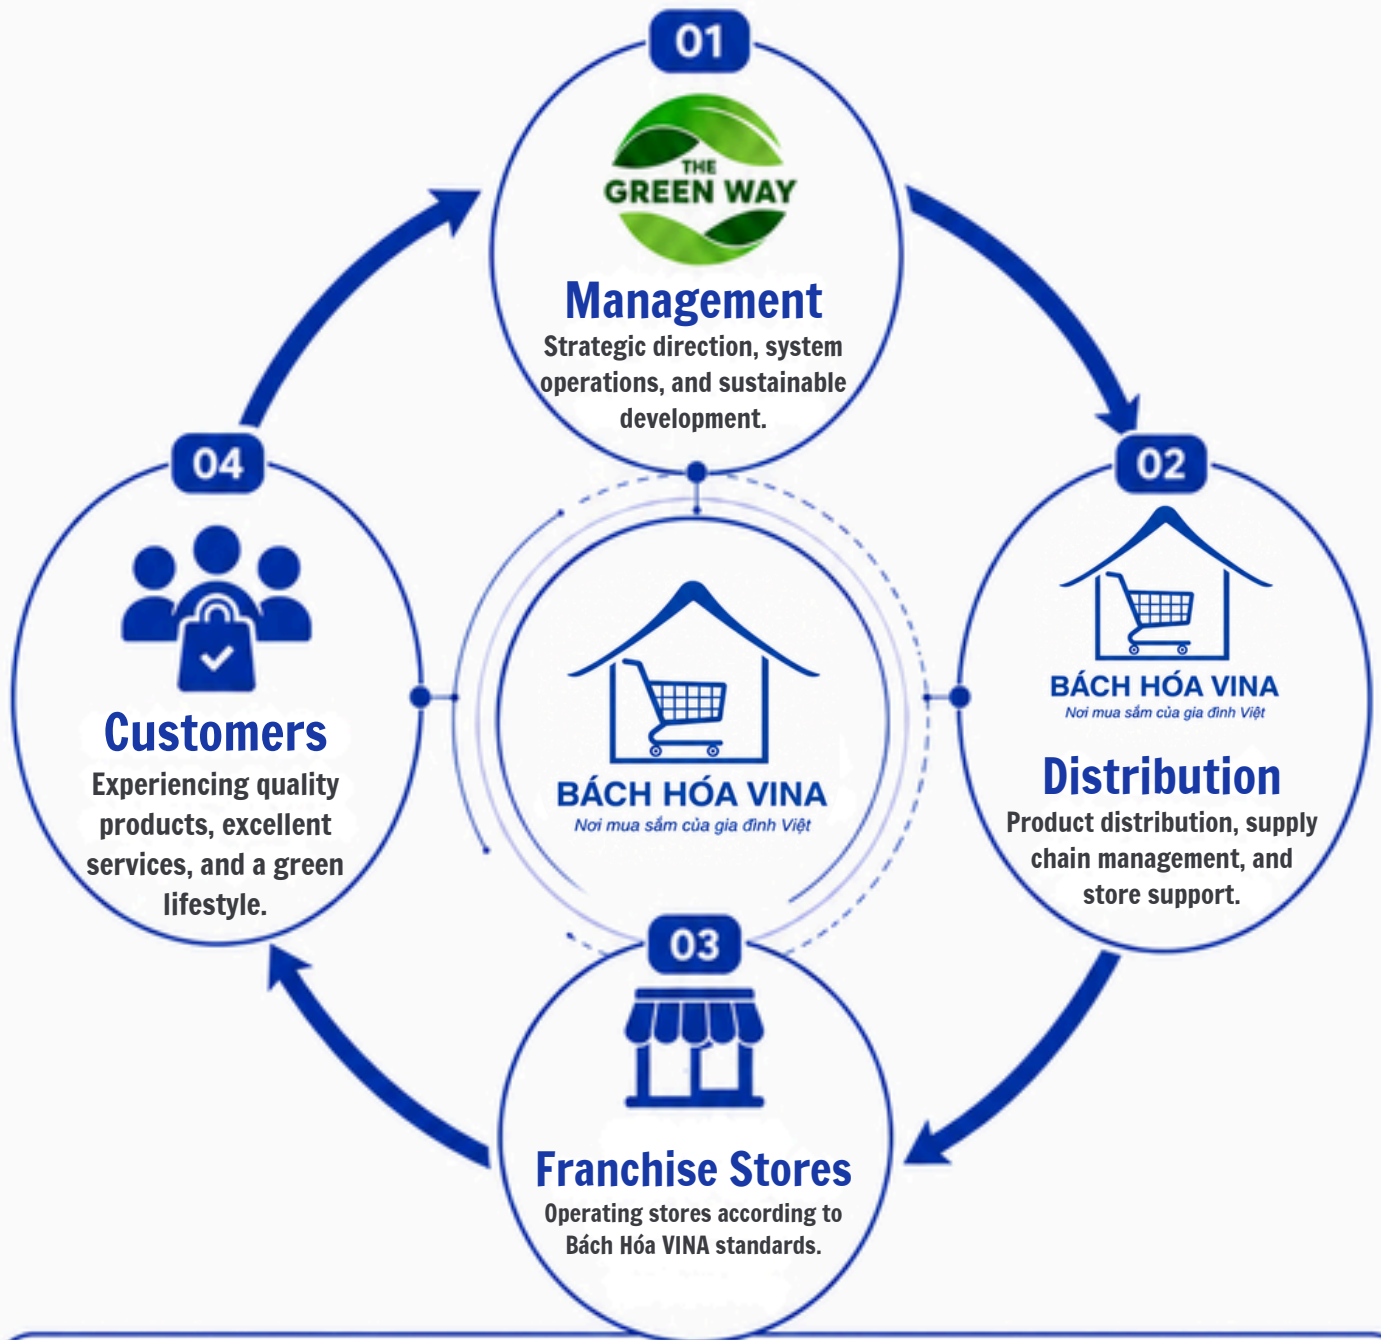 01
THE
GREEN WAY
Management
Strategic direction, system
operations, and sustainable
development.
02
BÁCH HÓA VINA
Nơi mua sắm của gia đình Việt
Distribution
Product distribution, supply
chain management, and
store support.
03
Franchise Stores
Operating stores according to
Bách Hóa VINA standards.
04
Customers
Experiencing quality
products, excellent
services, and a green
lifestyle.
BÁCH HÓA VINA
Nơi mua sắm của gia đình Việt